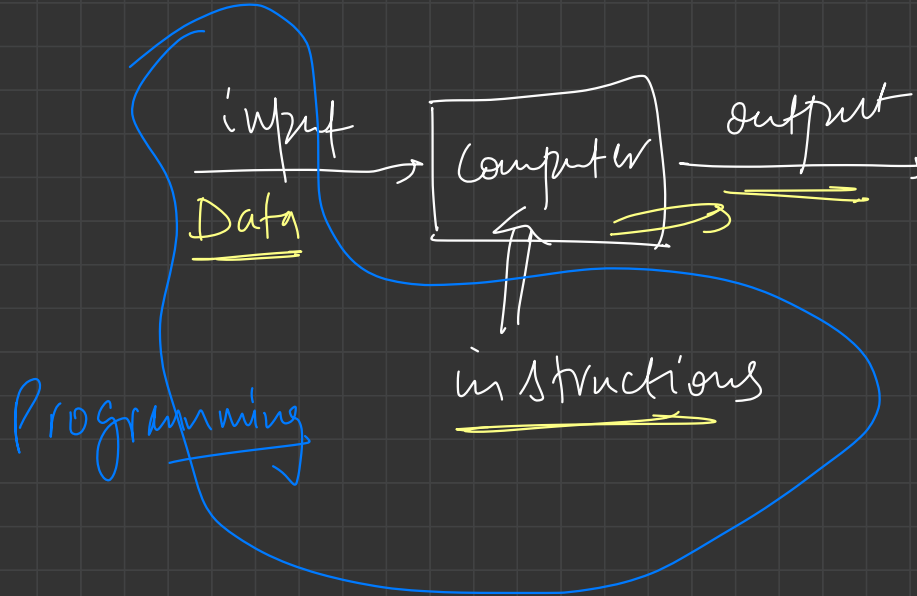 input
computer
output
Data
instructions
Programming